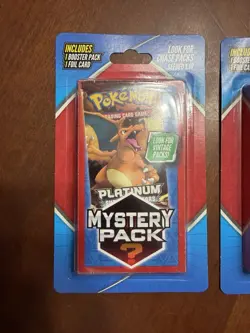 INCLUDES
1 BOOSTER PACK
1 FOIL CARD
LOOK FOR
CHASE PACKS
Pokémon
TRADING CARD GAME
LOOK FOR
VINTAGE
PACKS!
PLATINUM
MYSTERY
PACK
?